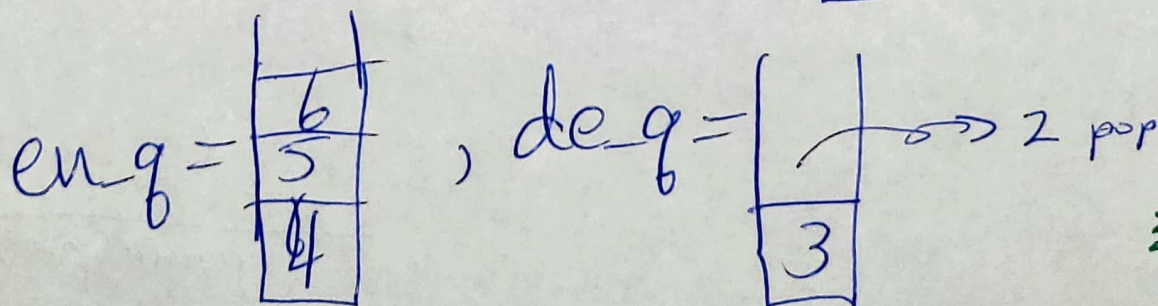 6
en_q = 5 , de_q = 2 pop
4 3